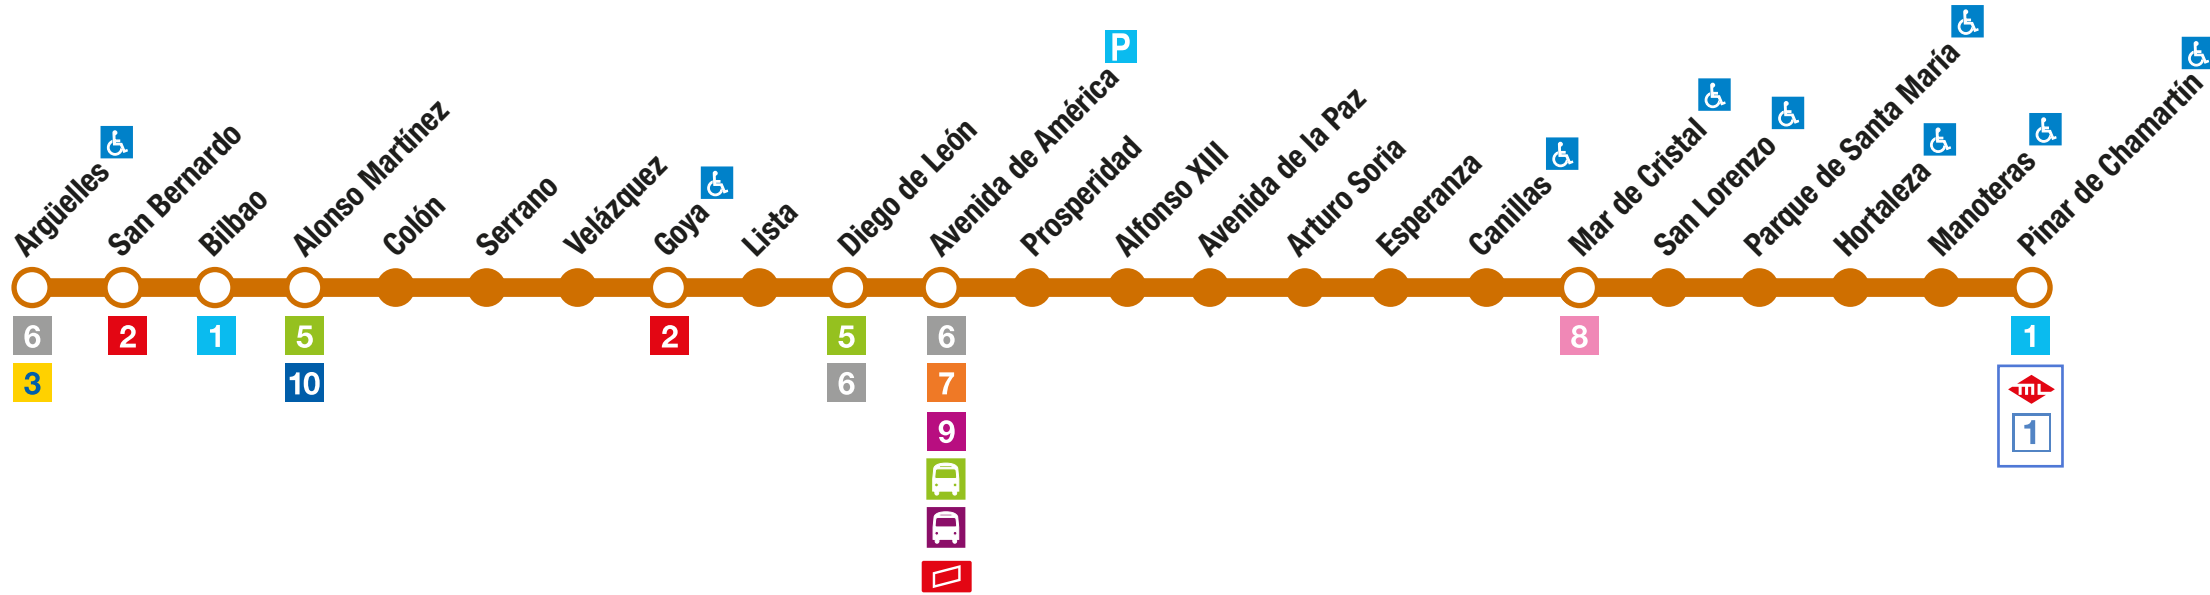 Argüelles
San Bernardo
Bilbao
Alonso Martínez
Colón
Serrano
Velázquez
Goya
Lista
Diego de León
Avenida de América
P
Prosperidad
Alfonso XIII
Avenida de la Paz
Arturo Soria
Esperanza
Canillas
Mar de Cristal
San Lorenzo
Parque de Santa María
Hortaleza
Manoteras
Pinar de Chamartín
6
3
2
1
5
10
2
5
6
6
7
9
8
1
ML
1